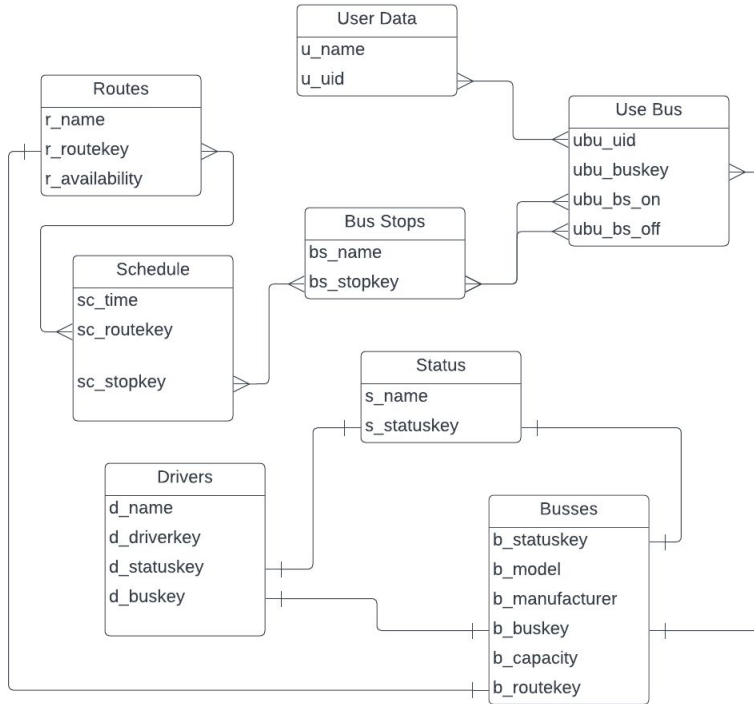 User Data
u_name
u_uid
Routes
r_name
r_routekey
r_availability
Use Bus
ubu_uid
ubu_buskey
ubu_bs_on
ubu_bs_off
Bus Stops
bs_name
bs_stopkey
Schedule
sc_time
sc_routekey
sc_stopkey
Status
s_name
s_statuskey
Drivers
d_name
d_driverkey
d_statuskey
d_buskey
Busses
b_statuskey
b_model
b_manufacturer
b_buskey
b_capacity
b_routekey